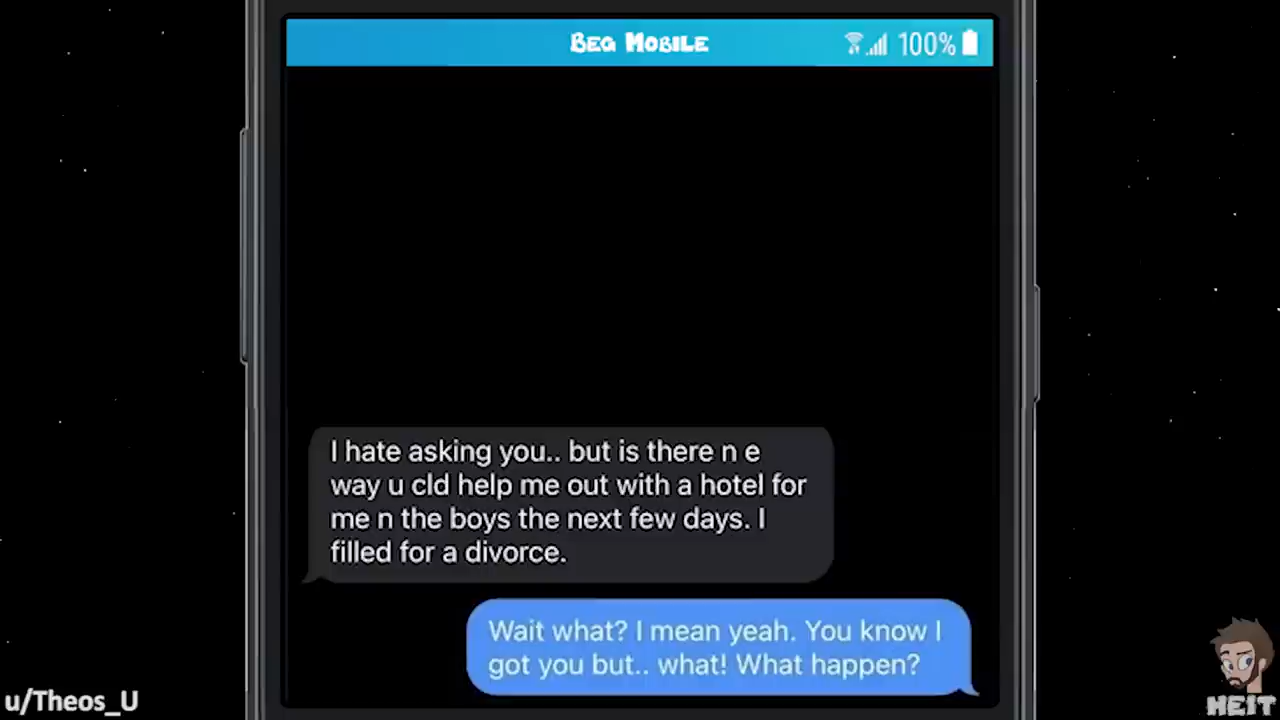 Beg Mobile
100%
I hate asking you.. but is there n e
way u cld help me out with a hotel for
me n the boys the next few days. I
filled for a divorce.
Wait what? I mean yeah. You know I
got you but.. what! What happen?
u/Theos_U
HEIT